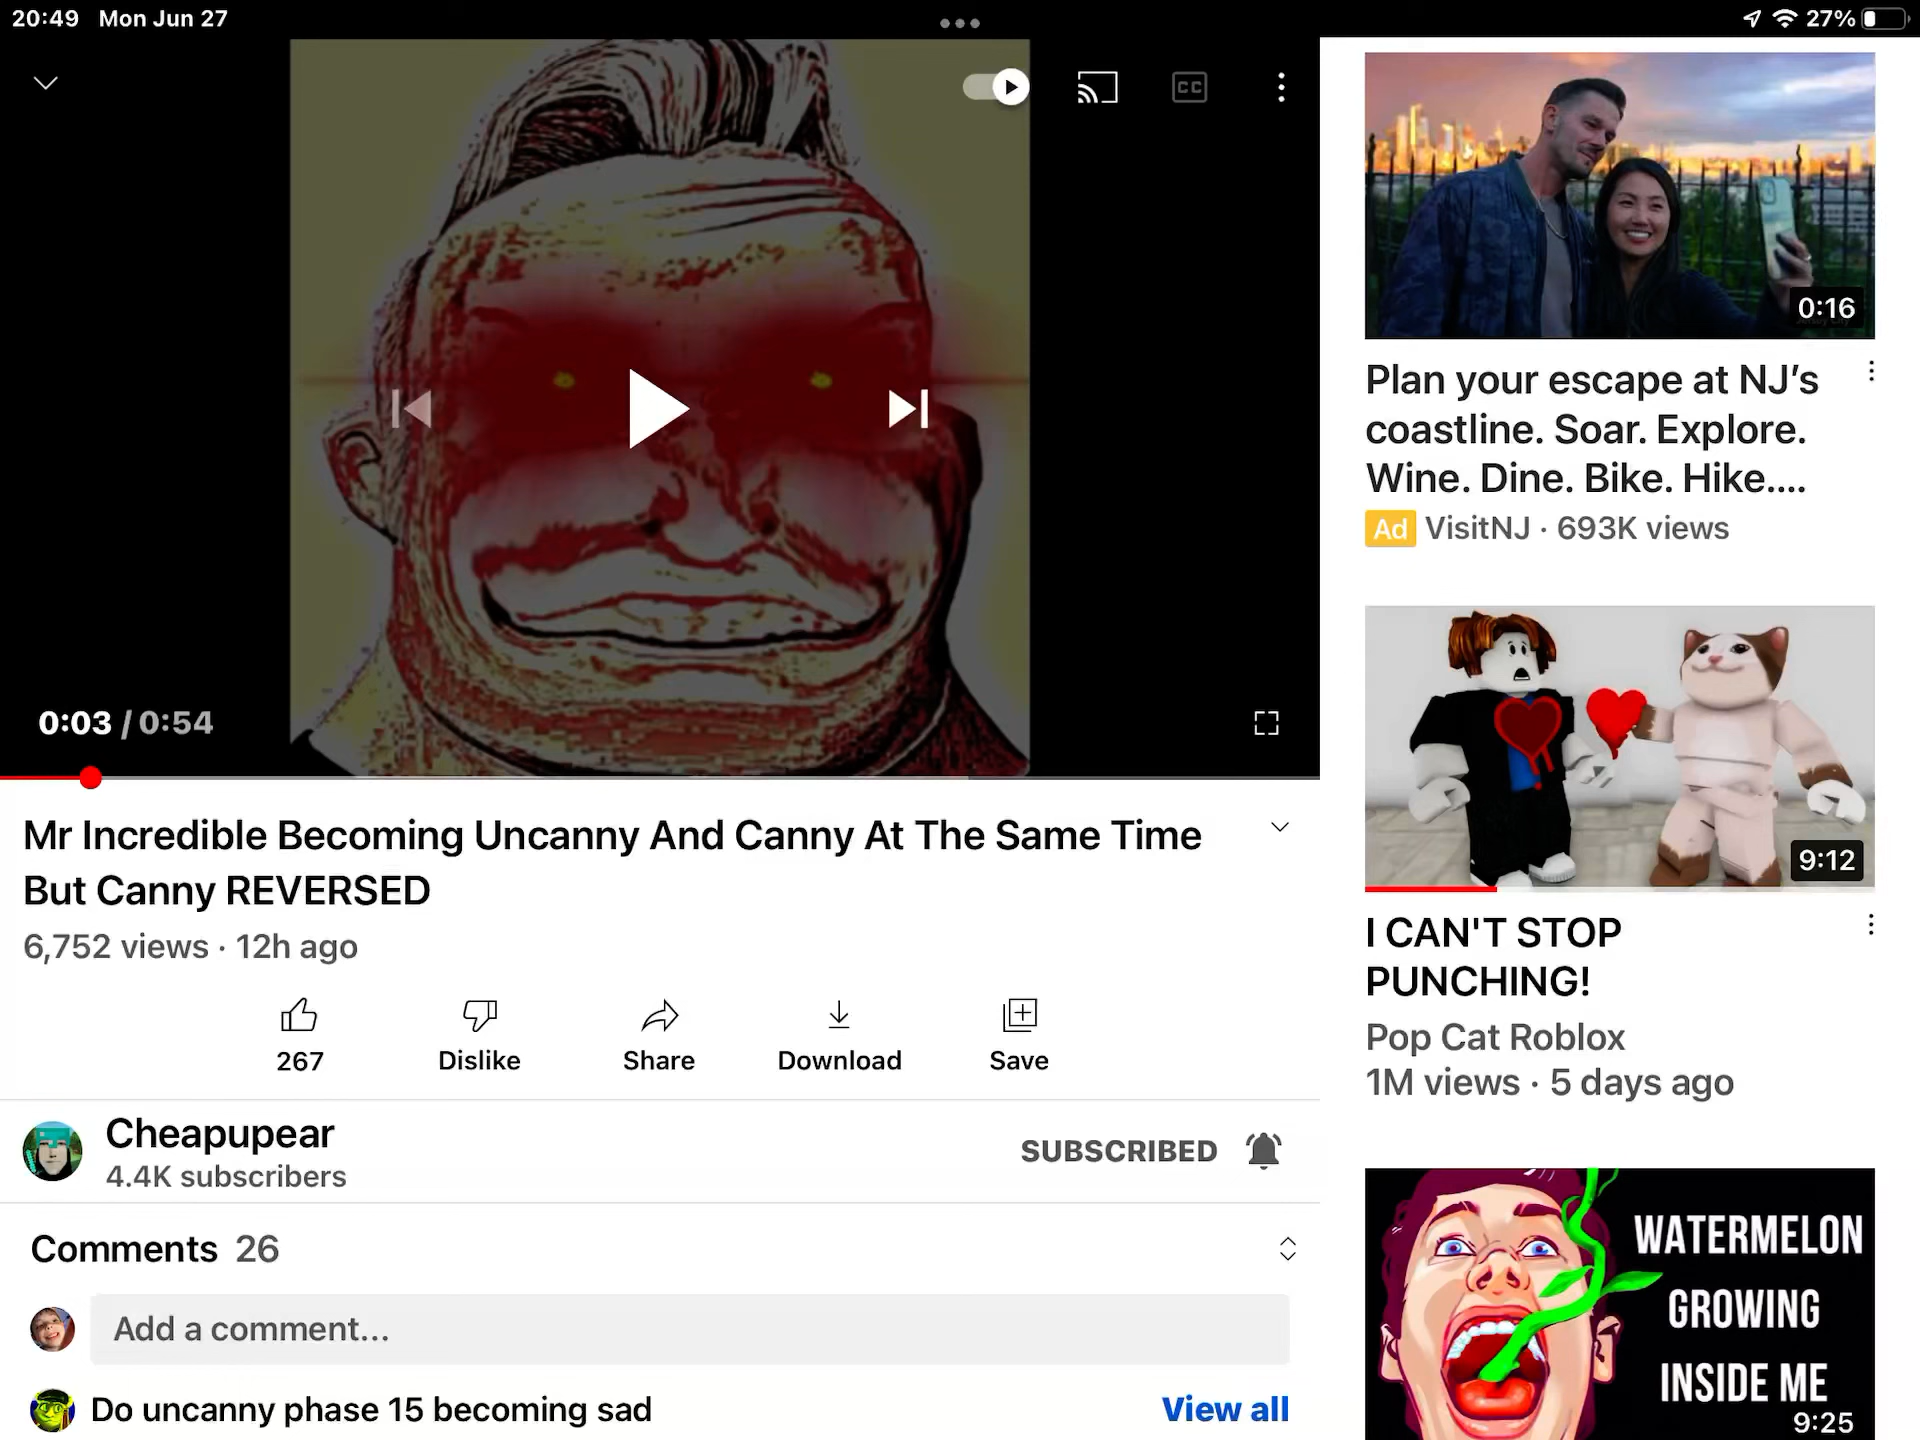 20:49 Mon Jun 27
27%
CC
0:03 / 0:54
Mr Incredible Becoming Uncanny And Canny At The Same Time
But Canny REVERSED
6,752 views · 12h ago
267
Dislike
Share
Download
Save
Cheapupear
4.4K subscribers
SUBSCRIBED
Comments 26
Add a comment...
Do uncanny phase 15 becoming sad
View all
0:16
Plan your escape at NJ's
coastline. Soar. Explore.
Wine. Dine. Bike. Hike....
Ad VisitNJ · 693K views
9:12
I CAN'T STOP
PUNCHING!
Pop Cat Roblox
1M views · 5 days ago
WATERMELON
GROWING
INSIDE ME
9:25